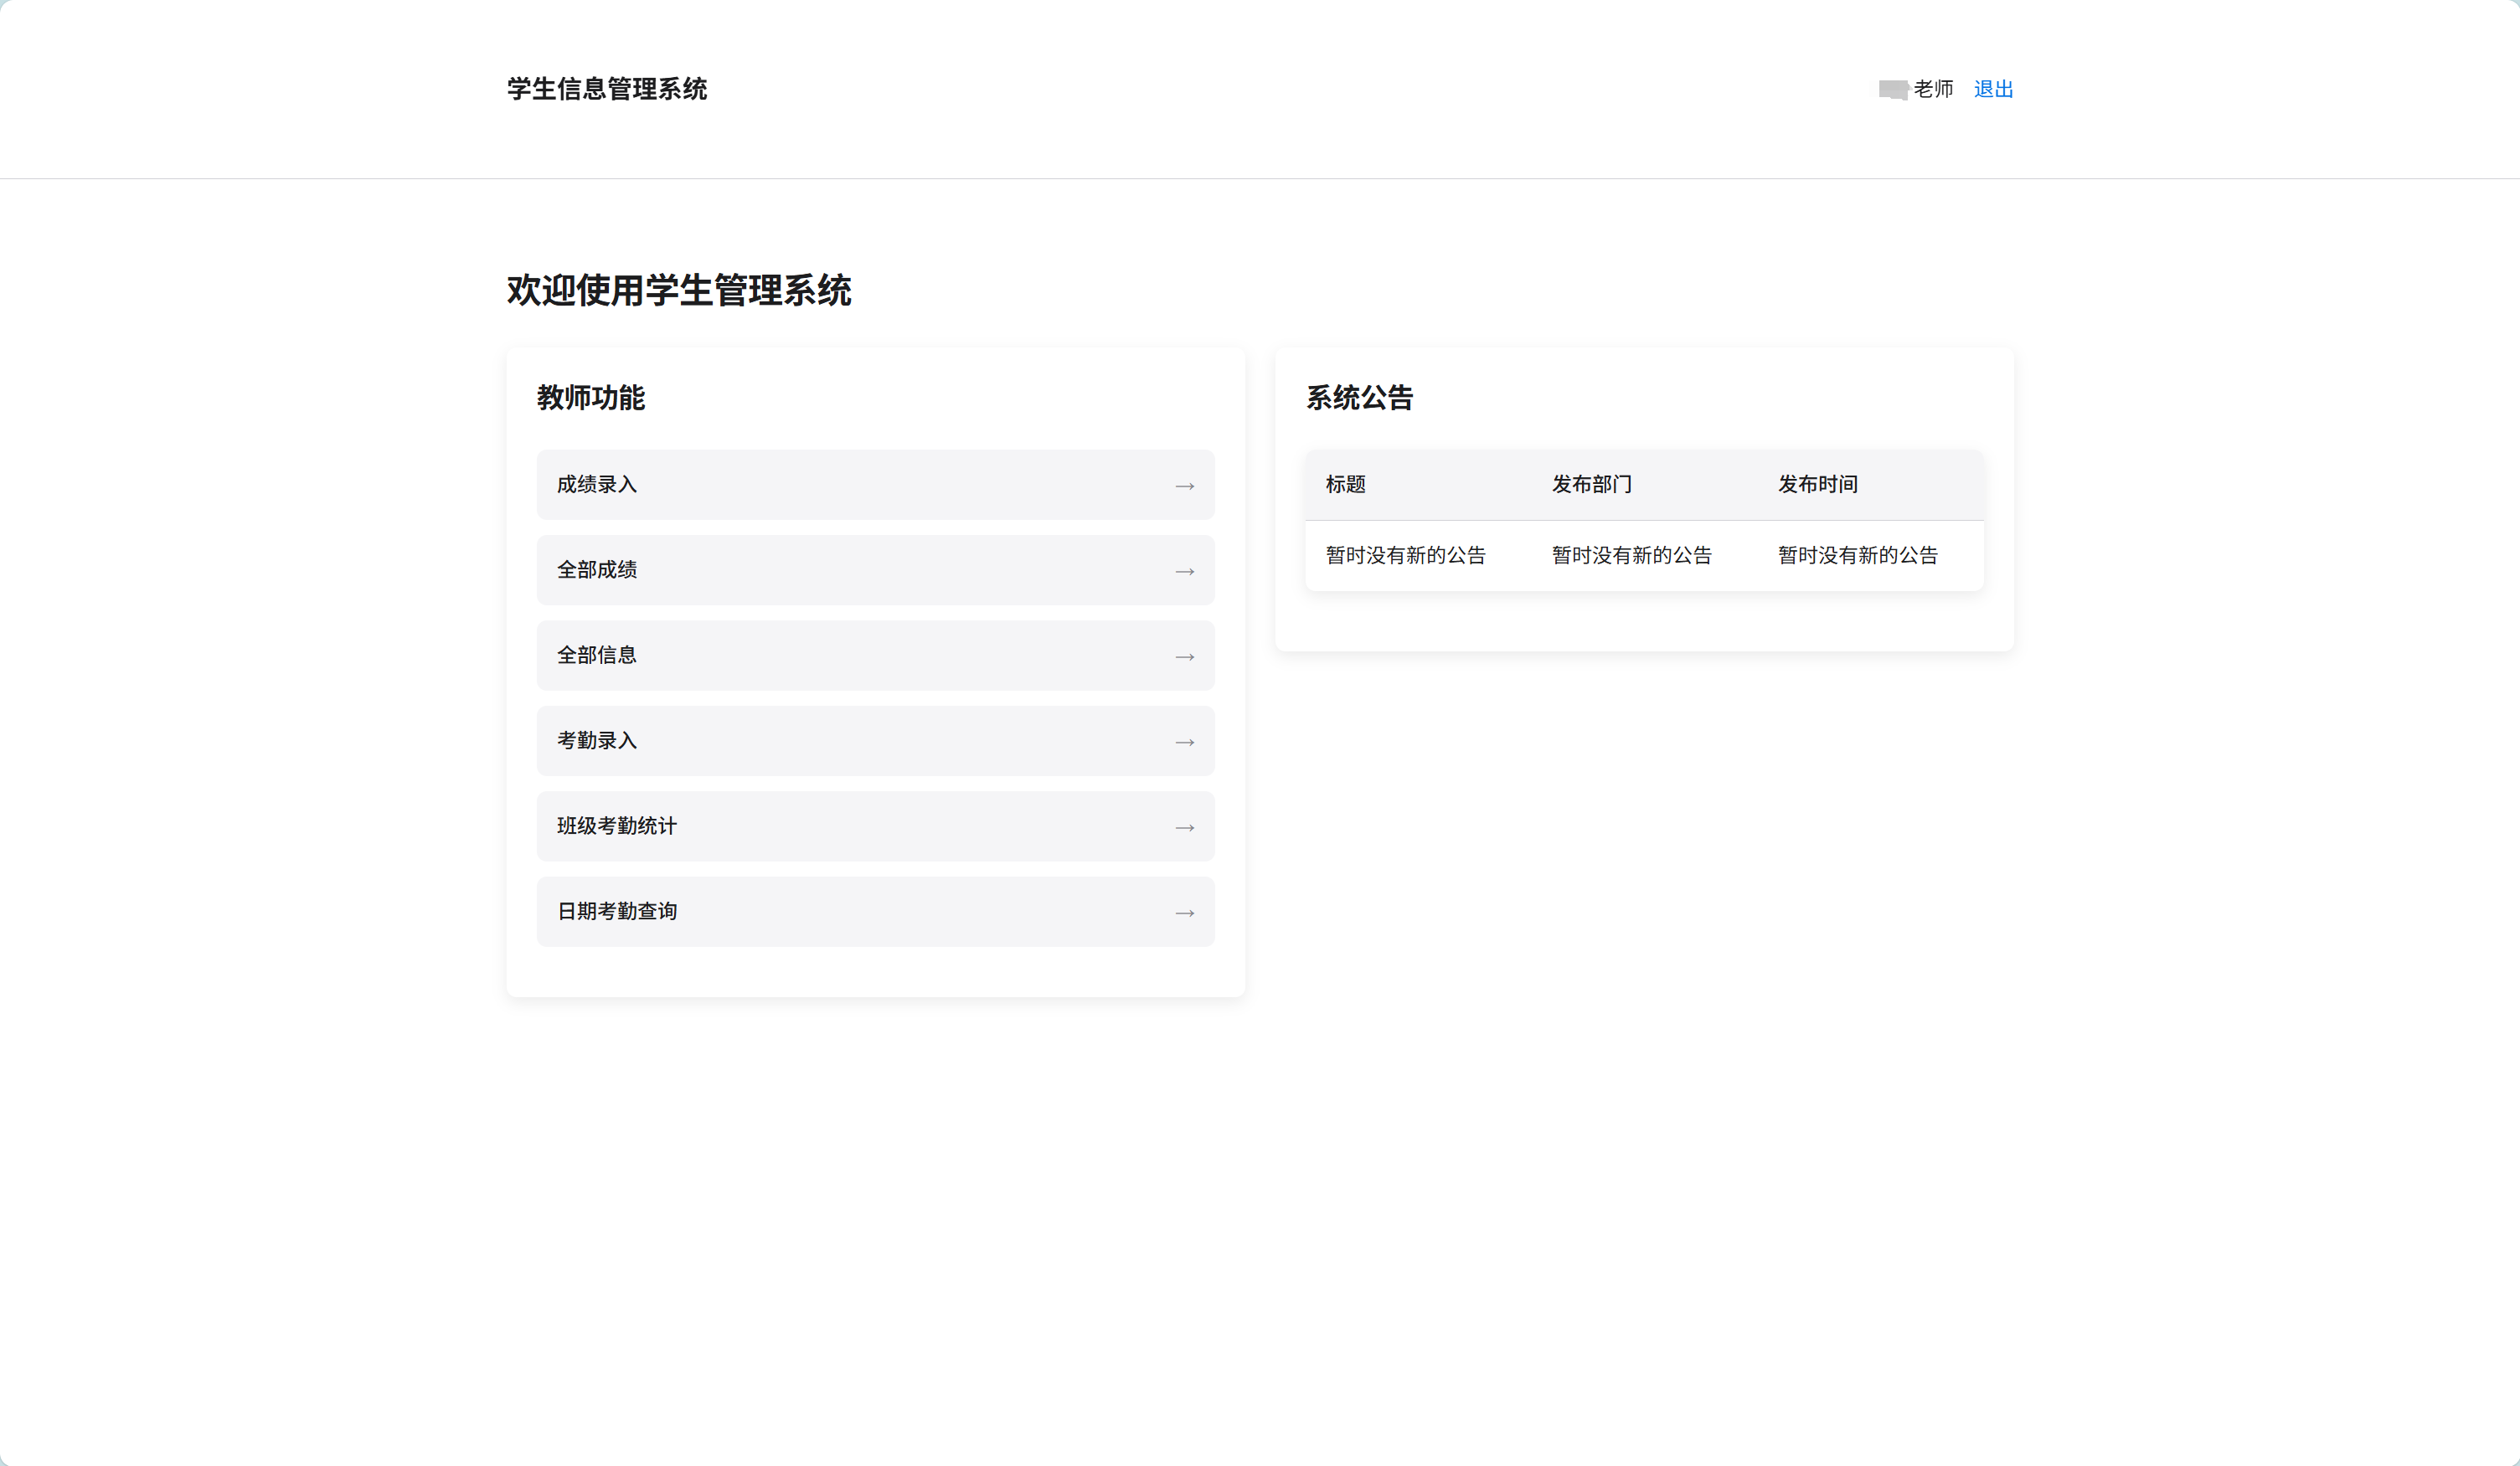 学生信息管理系统
老师 退出
欢迎使用学生管理系统
教师功能
成绩录入 →
全部成绩 →
全部信息 →
考勤录入 →
班级考勤统计 →
日期考勤查询 →
系统公告
标题 发布部门 发布时间
暂时没有新的公告 暂时没有新的公告 暂时没有新的公告